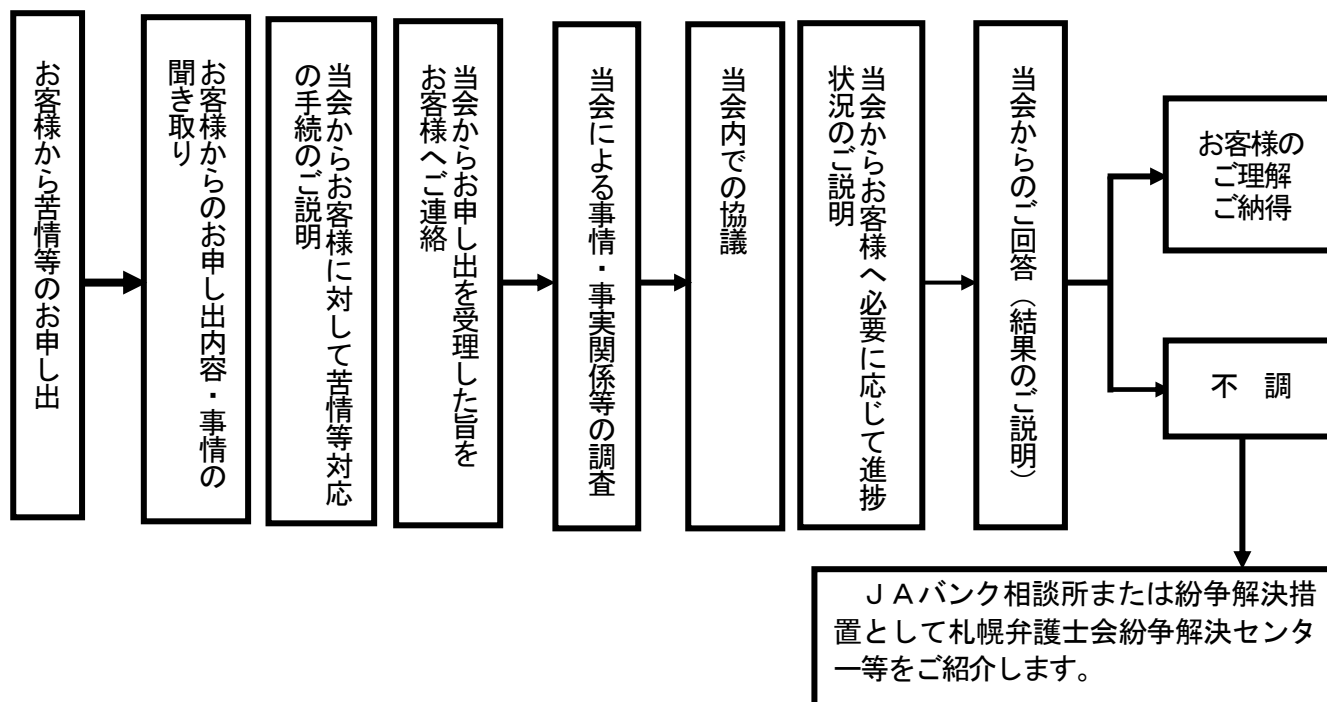 お客様から苦情等のお申し出
お客様からのお申し出内容・事情の
聞き取り
当会からお客様に対して苦情等対応
の手続のご説明
当会からお申し出を受理した旨を
お客様へご連絡
当会による事情・事実関係等の調査
当会内での協議
当会からお客様へ必要に応じて進捗
状況のご説明
当会からのご回答（結果のご説明）
お客様の
ご理解
ご納得
不　調
　ＪＡバンク相談所または紛争解決措
置として札幌弁護士会紛争解決センタ
ー等をご紹介します。